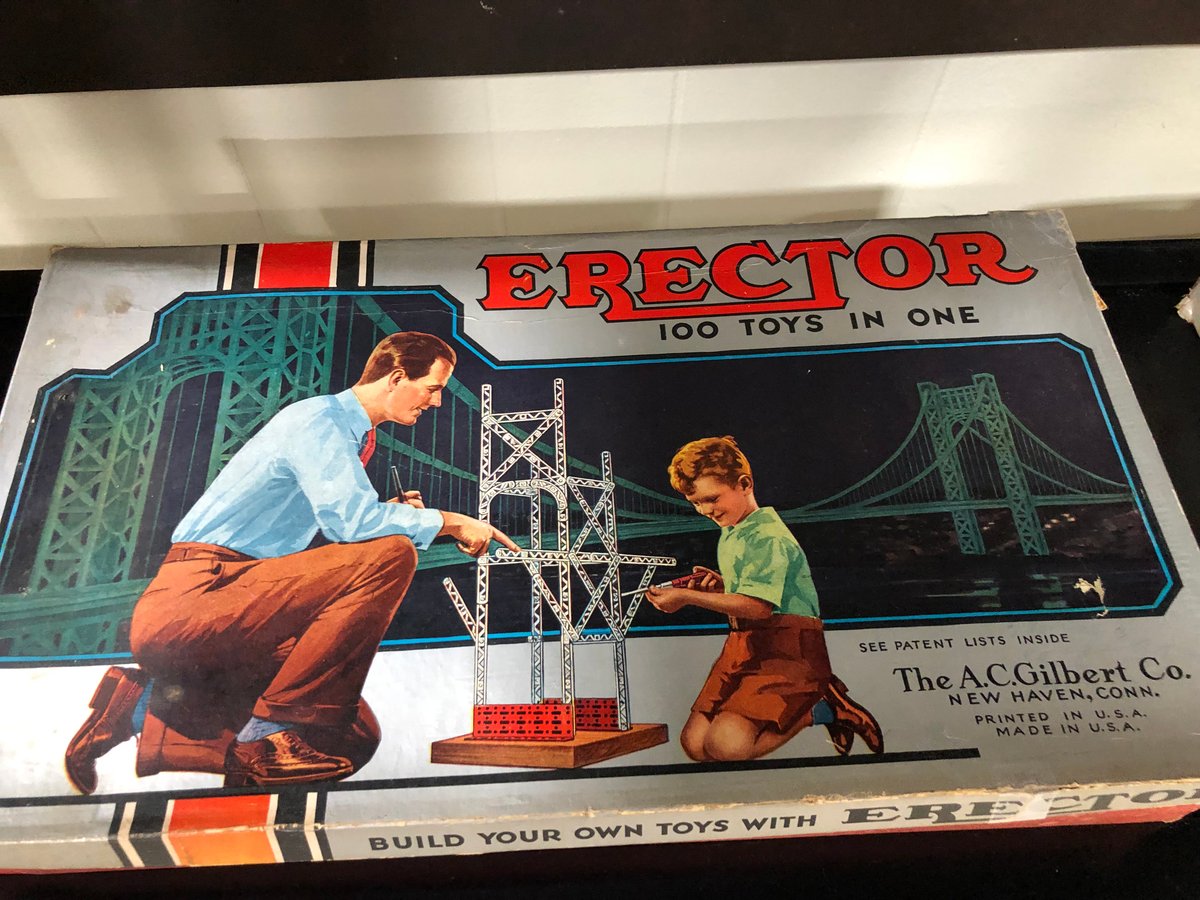 ERECTOR
100 TOYS IN ONE
SEE PATENT LISTS INSIDE
The A.C.Gilbert Co.
NEW HAVEN, CONN.
PRINTED IN U.S.A.
MADE IN U.S.A.
BUILD YOUR OWN TOYS WITH ERECTOR